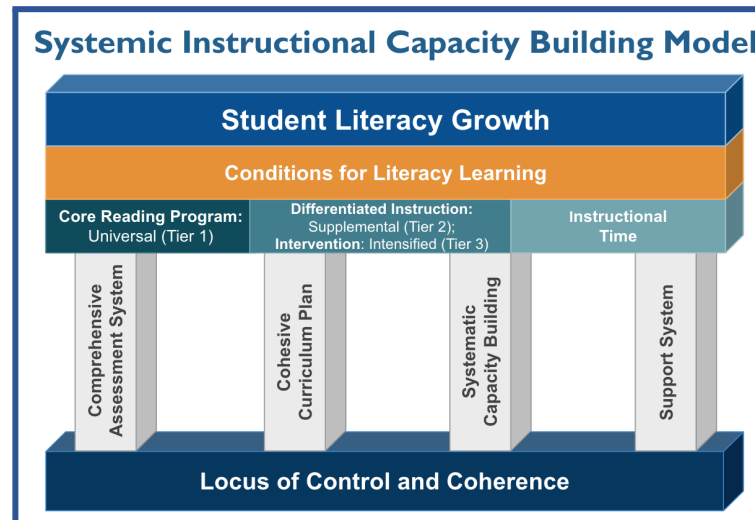 Systemic Instructional Capacity Building Model
Student Literacy Growth
Conditions for Literacy Learning
Core Reading Program:
Universal (Tier 1)
Differentiated Instruction:
Supplemental (Tier 2);
Intervention: Intensified (Tier 3)
Instructional
Time
Comprehensive
Assessment System
Cohesive
Curriculum Plan
Systematic
Capacity Building
Support System
Locus of Control and Coherence